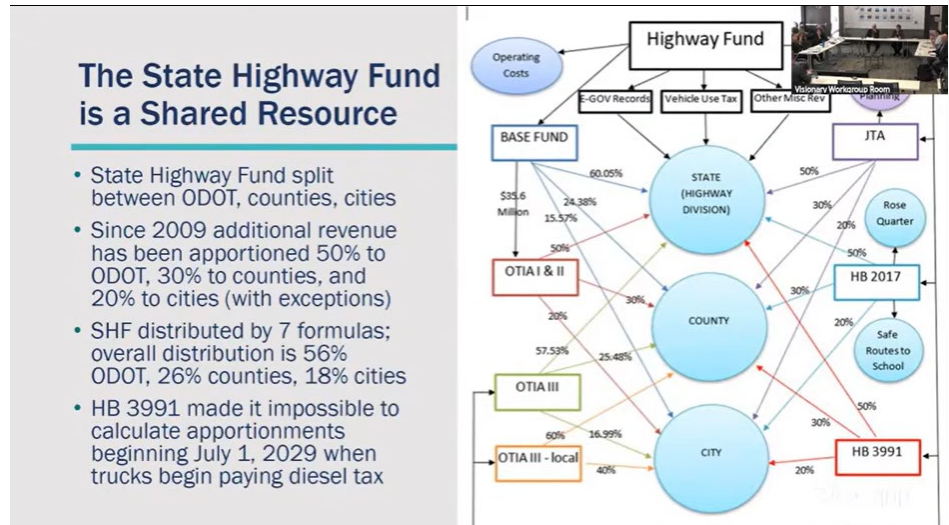 The State Highway Fund
is a Shared Resource
• State Highway Fund split
between ODOT, counties, cities
• Since 2009 additional revenue
has been apportioned 50% to
ODOT, 30% to counties, and
20% to cities (with exceptions)
• SHF distributed by 7 formulas;
overall distribution is 56%
ODOT, 26% counties, 18% cities
• HB 3991 made it impossible to
calculate apportionments
beginning July 1, 2029 when
trucks begin paying diesel tax
Highway Fund
Operating
Costs
E-GOV Records
Vehicle Use Tax
Other Misc Rev
Visionary Workgroup Room
Planning
BASE FUND
JTA
STATE
(HIGHWAY
DIVISION)
60.05%
24.38%
15.57%
$35.6
Million
50%
30%
20%
Rose
Quarter
50%
OTIA I & II
50%
30%
20%
HB 2017
30%
20%
COUNTY
Safe
Routes to
School
57.53%
25.48%
16.99%
OTIA III
60%
40%
OTIA III - local
CITY
50%
30%
20%
HB 3991